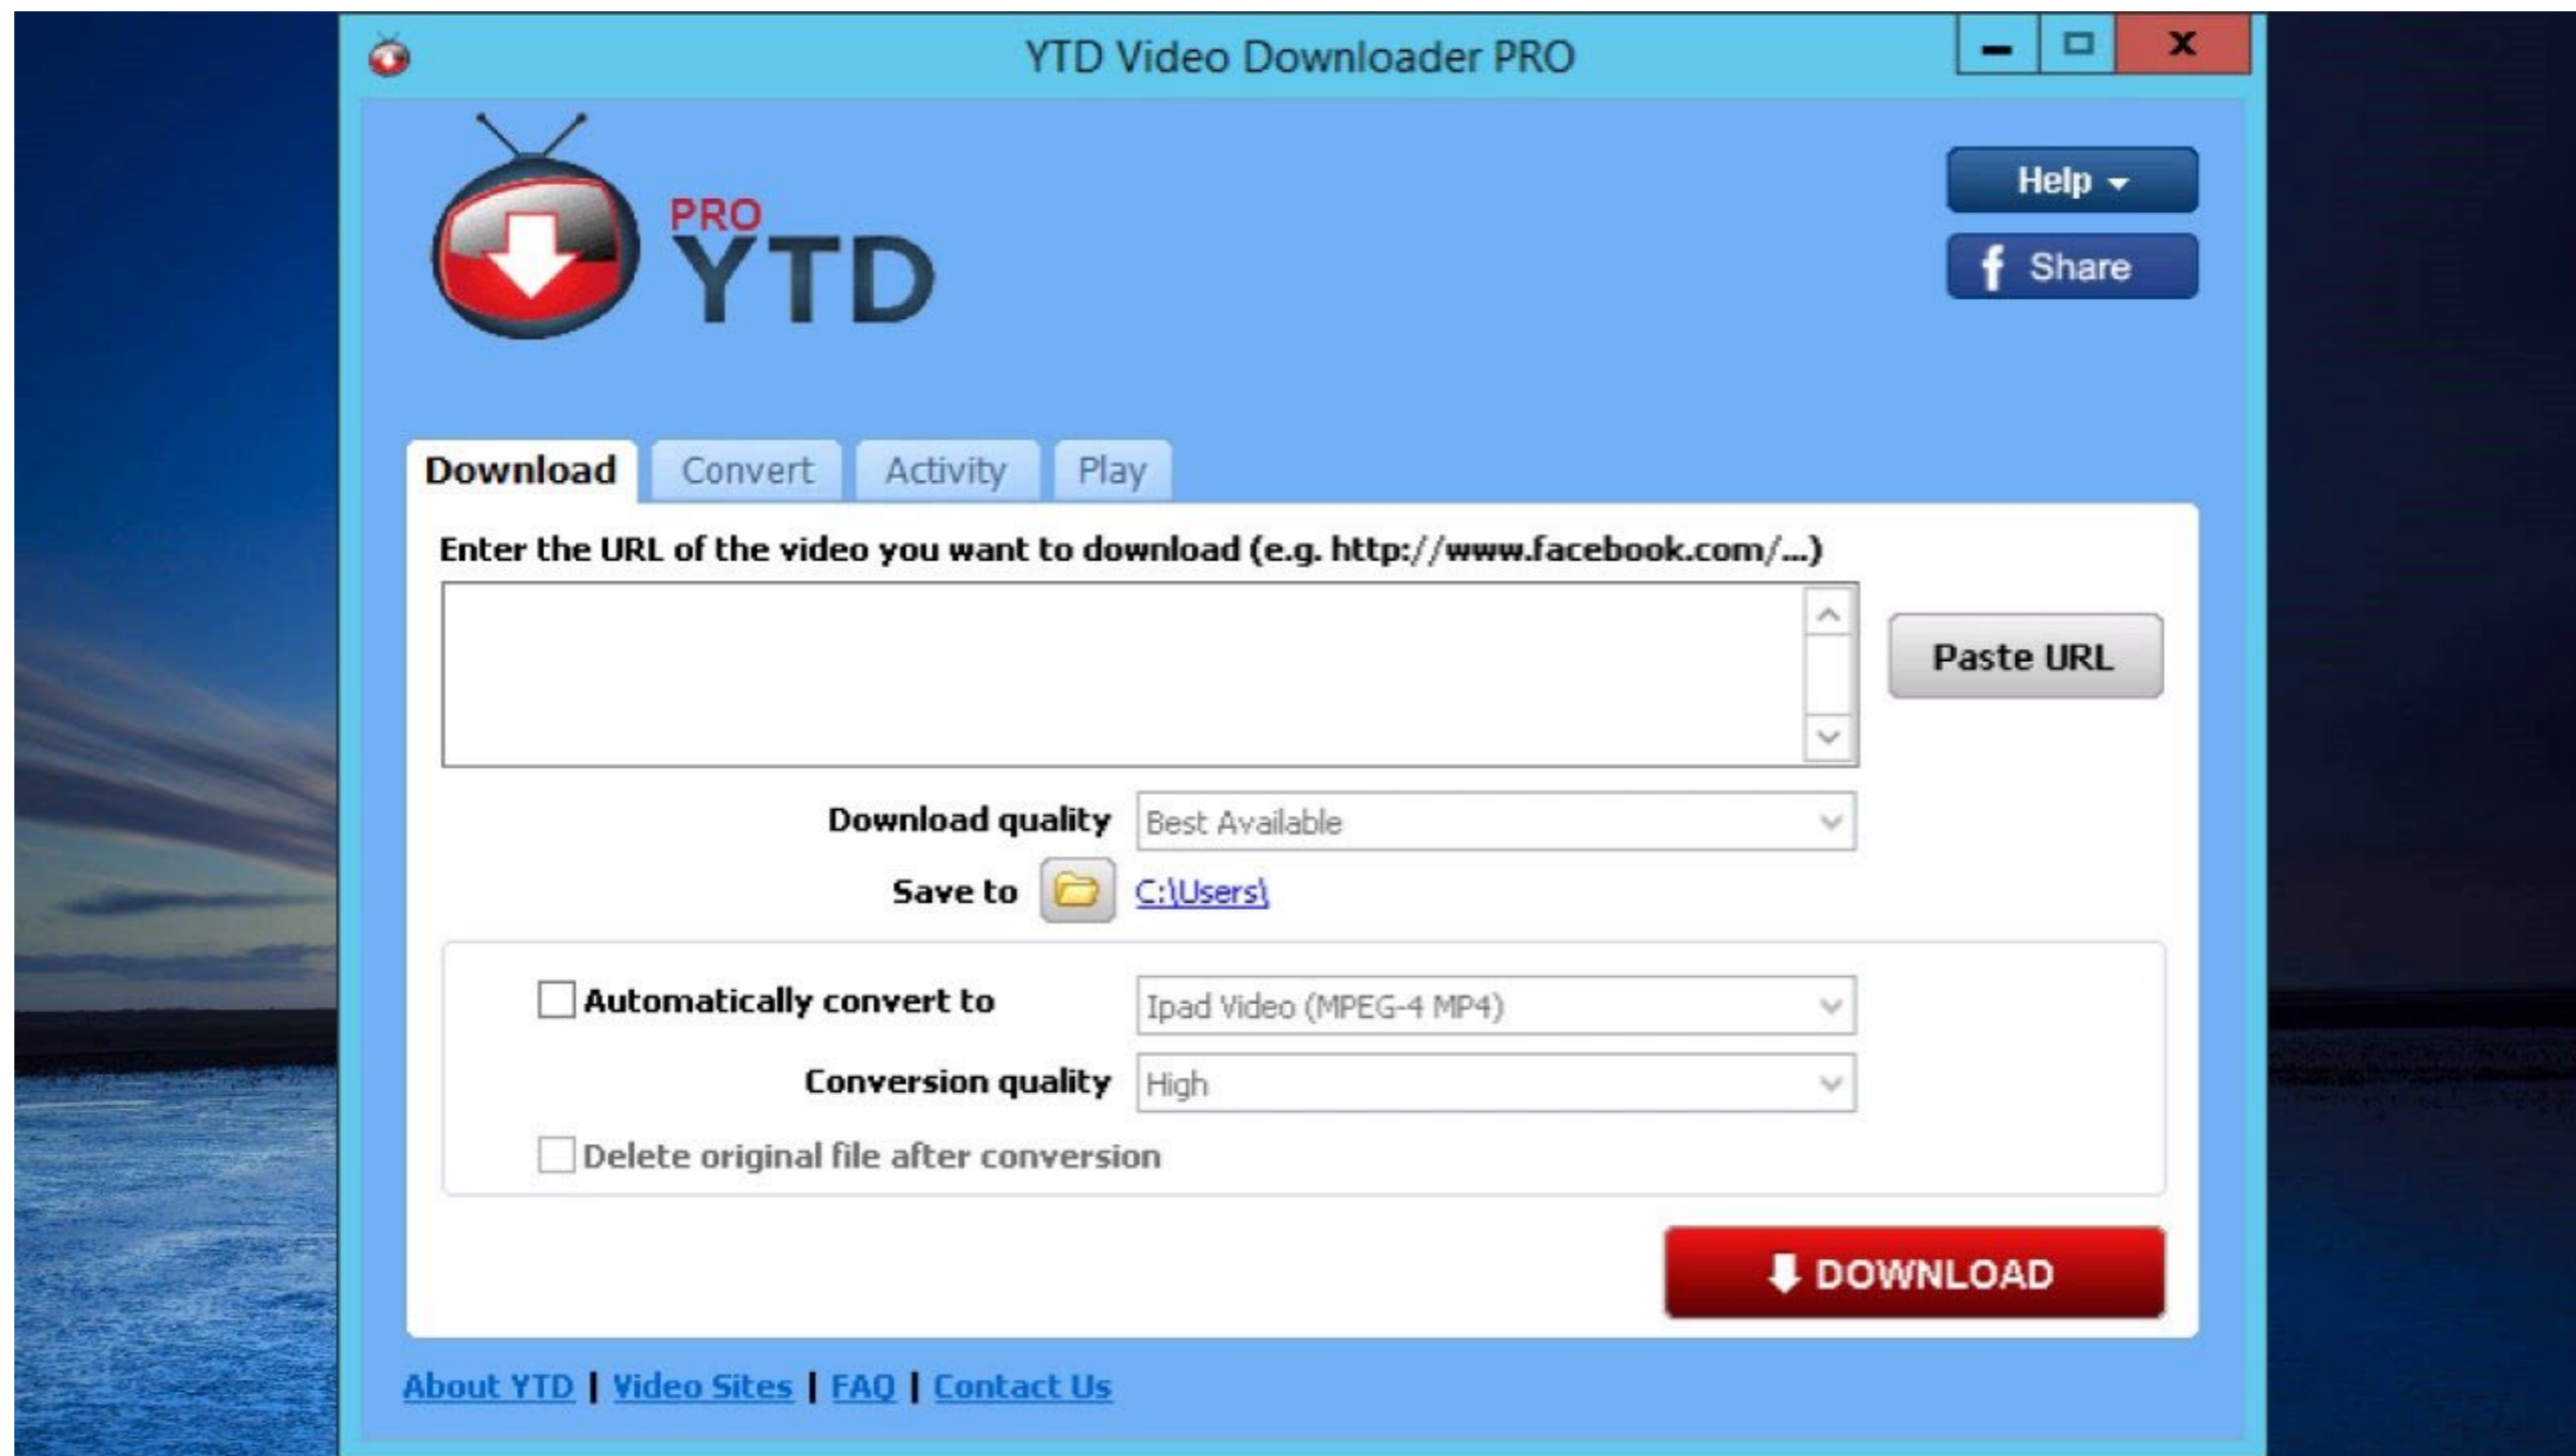 YTD Video Downloader PRO
PRO
YTD
Help
f Share
Download Convert Activity Play
Enter the URL of the video you want to download (e.g. http://www.facebook.com/...)
Paste URL
Download quality Best Available
Save to C:\Users\
Automatically convert to Ipad Video (MPEG-4 MP4)
Conversion quality High
Delete original file after conversion
DOWNLOAD
About YTD | Video Sites | FAQ | Contact Us